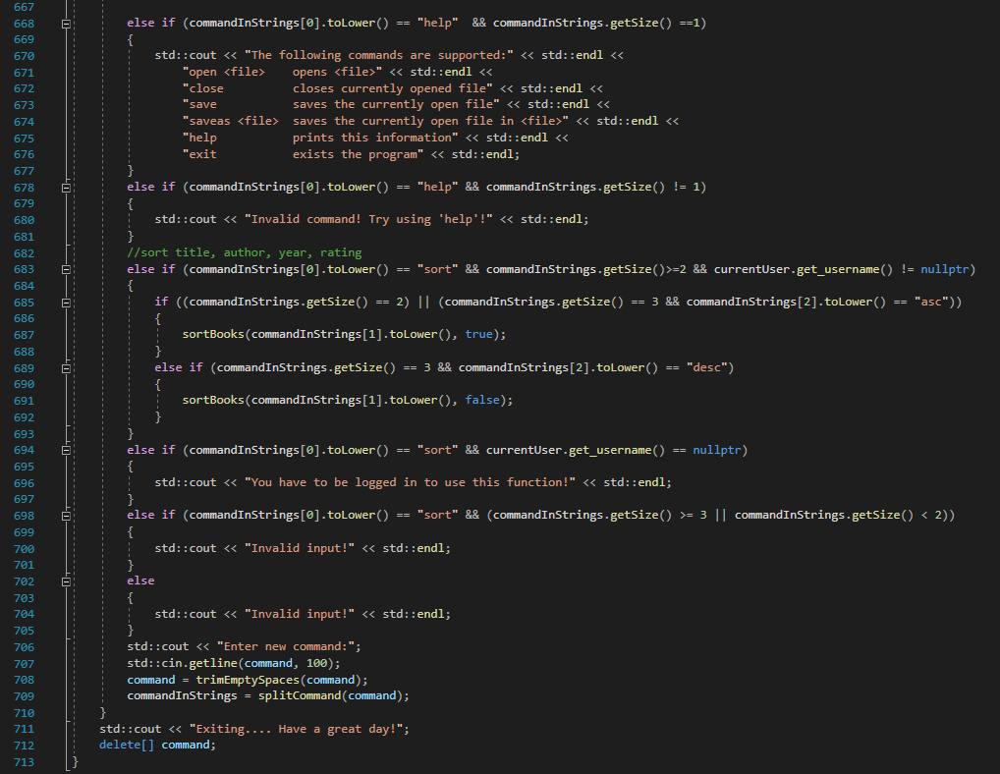 667
668 else if (commandInStrings[0].toLower() == "help"  && commandInStrings.getSize() ==1)
669 {
670     std::cout << "The following commands are supported:" << std::endl <<
671         "open <file>    opens <file>" << std::endl <<
672         "close          closes currently opened file" << std::endl <<
673         "save           saves the currently open file" << std::endl <<
674         "saveas <file>  saves the currently open file in <file>" << std::endl <<
675         "help           prints this information" << std::endl <<
676         "exit           exists the program" << std::endl;
677 }
678 else if (commandInStrings[0].toLower() == "help" && commandInStrings.getSize() != 1)
679 {
680     std::cout << "Invalid command! Try using 'help'!" << std::endl;
681 }
682 //sort title, author, year, rating
683 else if (commandInStrings[0].toLower() == "sort" && commandInStrings.getSize()>=2 && currentUser.get_username() != nullptr)
684 {
685     if ((commandInStrings.getSize() == 2) || (commandInStrings.getSize() == 3 && commandInStrings[2].toLower() == "asc"))
686     {
687         sortBooks(commandInStrings[1].toLower(), true);
688     }
689     else if (commandInStrings.getSize() == 3 && commandInStrings[2].toLower() == "desc")
690     {
691         sortBooks(commandInStrings[1].toLower(), false);
692     }
693 }
694 else if (commandInStrings[0].toLower() == "sort" && currentUser.get_username() == nullptr)
695 {
696     std::cout << "You have to be logged in to use this function!" << std::endl;
697 }
698 else if (commandInStrings[0].toLower() == "sort" && (commandInStrings.getSize() >= 3 || commandInStrings.getSize() < 2))
699 {
700     std::cout << "Invalid input!" << std::endl;
701 }
702 else
703 {
704     std::cout << "Invalid input!" << std::endl;
705 }
706 std::cout << "Enter new command:";
707 std::cin.getline(command, 100);
708 command = trimEmptySpaces(command);
709 commandInStrings = splitCommand(command);
710 }
711 std::cout << "Exiting.... Have a great day!";
712 delete[] command;
713 }